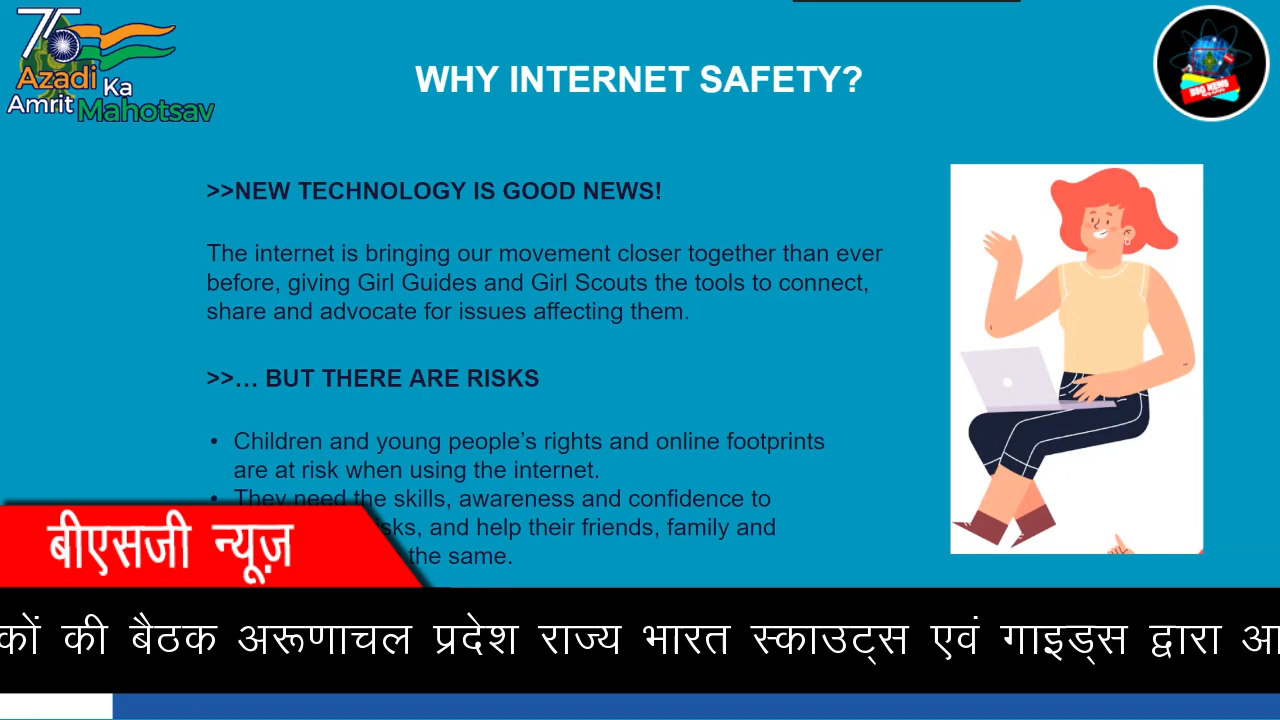 75
Azadi
Ka
Amrit Mahotsav
WHY INTERNET SAFETY?
BSG NEWS
>>NEW TECHNOLOGY IS GOOD NEWS!
The internet is bringing our movement closer together than ever
before, giving Girl Guides and Girl Scouts the tools to connect,
share and advocate for issues affecting them.
>>... BUT THERE ARE RISKS
• Children and young people’s rights and online footprints
are at risk when using the internet.
• They need the skills, awareness and confidence to
and help their friends, family and
the same.
बीएसजी न्यूज़
की बैठक अरूणाचल प्रदेश राज्य भारत स्काउट्स एवं गाइड्स द्वारा